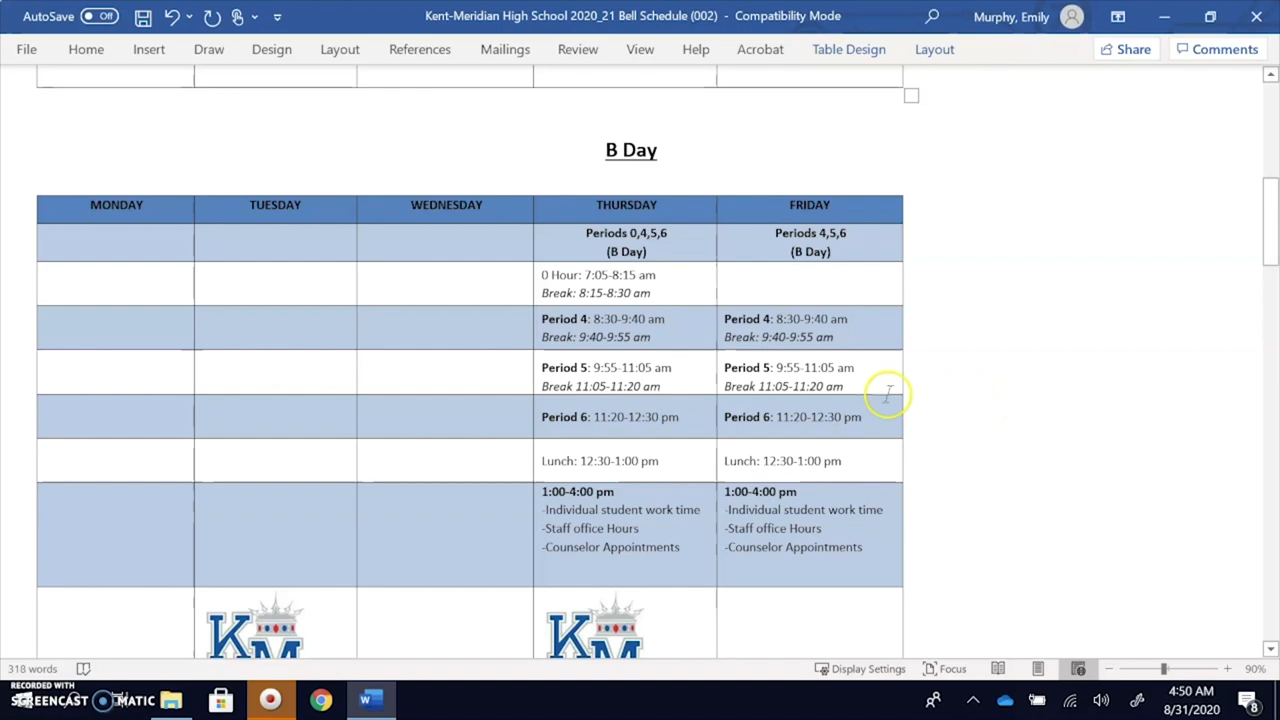 AutoSave Off Kent-Meridian High School 2020_21 Bell Schedule (002) - Compatibility Mode Murphy, Emily
File Home Insert Draw Design Layout References Mailings Review View Help Acrobat Table Design Layout Share Comments
B Day
MONDAY TUESDAY WEDNESDAY THURSDAY FRIDAY
Periods 0,4,5,6 Periods 4,5,6
(B Day) (B Day)
0 Hour: 7:05-8:15 am
Break: 8:15-8:30 am
Period 4: 8:30-9:40 am Period 4: 8:30-9:40 am
Break: 9:40-9:55 am Break: 9:40-9:55 am
Period 5: 9:55-11:05 am Period 5: 9:55-11:05 am
Break 11:05-11:20 am Break 11:05-11:20 am
Period 6: 11:20-12:30 pm Period 6: 11:20-12:30 pm
Lunch: 12:30-1:00 pm Lunch: 12:30-1:00 pm
1:00-4:00 pm 1:00-4:00 pm
-Individual student work time -Individual student work time
-Staff office Hours -Staff office Hours
-Counselor Appointments -Counselor Appointments
KM KM
318 words Display Settings Focus 90%
RECORDED WITH
SCREENCAST MATIC
W 4:50 AM
8/31/2020 8